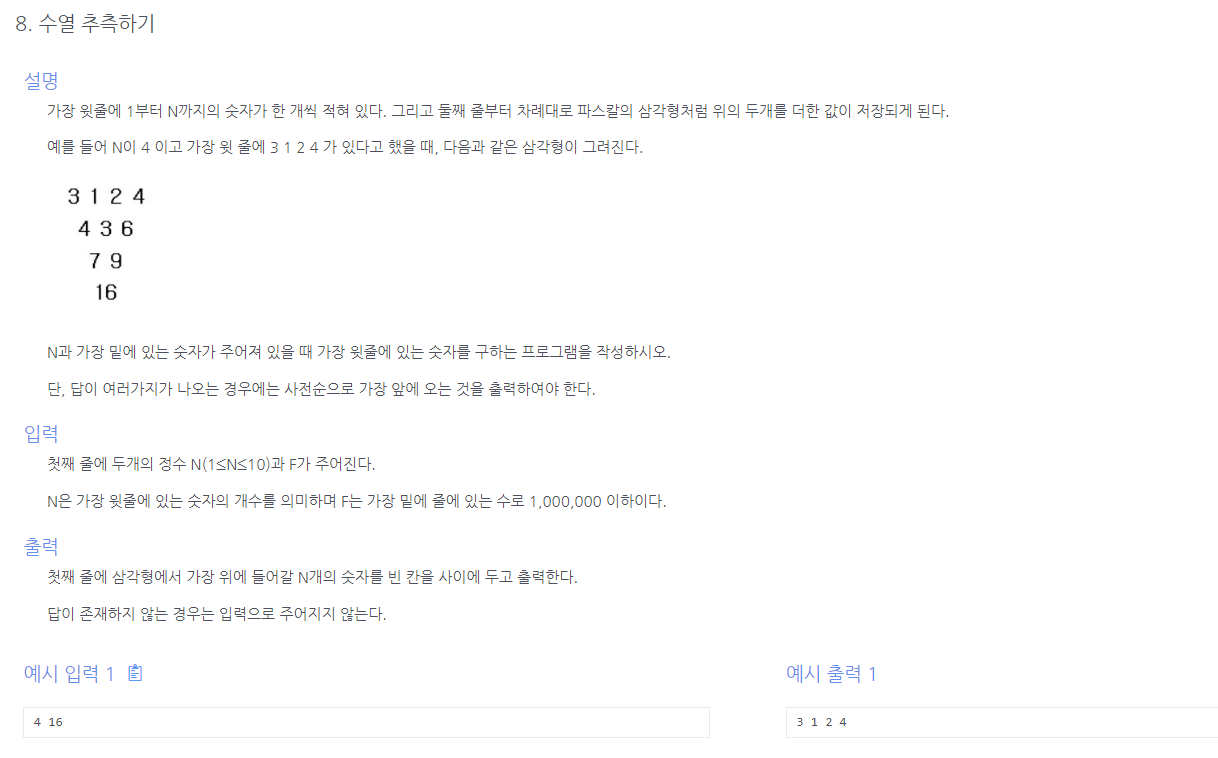 8. 수열 추측하기
설명
가장 윗줄에 1부터 N까지의 숫자가 한 개씩 적혀 있다. 그리고 둘째 줄부터 차례대로 파스칼의 삼각형처럼 위의 두개를 더한 값이 저장되게 된다.
예를 들어 N이 4 이고 가장 윗 줄에 3 1 2 4 가 있다고 했을 때, 다음과 같은 삼각형이 그려진다.
3 1 2 4
4 3 6
7 9
16
N과 가장 밑에 있는 숫자가 주어져 있을 때 가장 윗줄에 있는 숫자를 구하는 프로그램을 작성하시오.
단, 답이 여러가지가 나오는 경우에는 사전순으로 가장 앞에 오는 것을 출력하여야 한다.
입력
첫째 줄에 두개의 정수 N(1≤N≤10)과 F가 주어진다.
N은 가장 윗줄에 있는 숫자의 개수를 의미하며 F는 가장 밑에 줄에 있는 수로 1,000,000 이하이다.
출력
첫째 줄에 삼각형에서 가장 위에 들어갈 N개의 숫자를 빈 칸을 사이에 두고 출력한다.
답이 존재하지 않는 경우는 입력으로 주어지지 않는다.
예시 입력 1
4 16
예시 출력 1
3 1 2 4